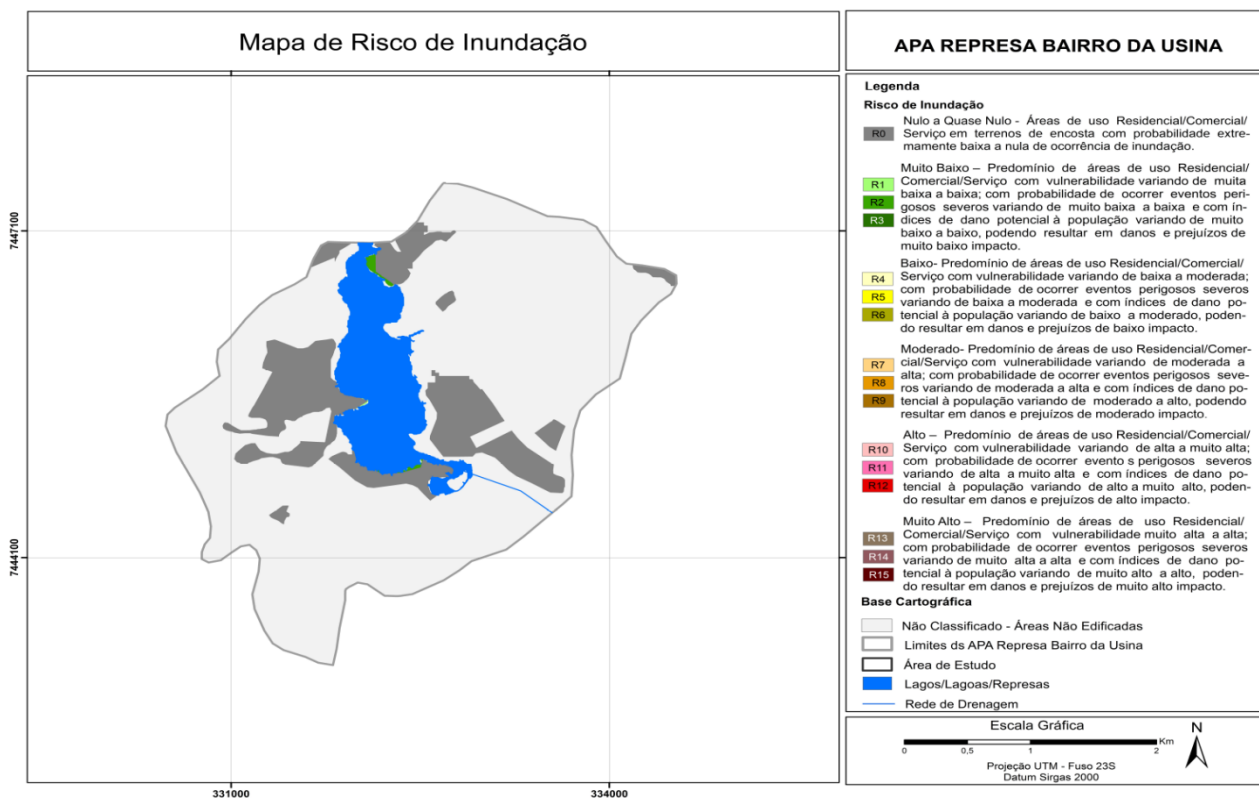 Mapa de Risco de Inundação
APA REPRESA BAIRRO DA USINA
7447100
7444100
331000
334000
Legenda
Risco de Inundação
R0
Nulo a Quase Nulo - Áreas de uso Residencial/Comercial/
Serviço em terrenos de encosta com probabilidade extre-
mamente baixa a nula de ocorrência de inundação.
R1
R2
R3
Muito Baixo – Predomínio de áreas de uso Residencial/
Comercial/Serviço com vulnerabilidade variando de muita
baixa a baixa; com probabilidade de ocorrer eventos peri-
gosos severos variando de muito baixa a baixa e com ín-
dices de dano potencial à população variando de muito
baixo a baixo, podendo resultar em danos e prejuízos de
muito baixo impacto.
R4
R5
R6
Baixo- Predomínio de áreas de uso Residencial/Comercial/
Serviço com vulnerabilidade variando de baixa a moderada;
com probabilidade de ocorrer eventos perigosos severos
variando de baixa a moderada e com índices de dano po-
tencial à população variando de baixo a moderado, poden-
do resultar em danos e prejuízos de baixo impacto.
R7
R8
R9
Moderado- Predomínio de áreas de uso Residencial/Comer-
cial/Serviço com vulnerabilidade variando de moderada a
alta; com probabilidade de ocorrer eventos perigosos seve-
ros variando de moderada a alta e com índices de dano po-
tencial à população variando de moderado a alto, podendo
resultar em danos e prejuízos de moderado impacto.
R10
R11
R12
Alto – Predomínio de áreas de uso Residencial/Comercial/
Serviço com vulnerabilidade variando de alta a muito alta;
com probabilidade de ocorrer evento s perigosos severos
variando de alta a muito alta e com índices de dano po-
tencial à população variando de alto a muito alto, poden-
do resultar em danos e prejuízos de alto impacto.
R13
R14
R15
Muito Alto – Predomínio de áreas de uso Residencial/
Comercial/Serviço com vulnerabilidade muito alta a alta;
com probabilidade de ocorrer eventos perigosos severos
variando de muito alta a alta e com índices de dano po-
tencial à população variando de muito alto a alto, poden-
do resultar em danos e prejuízos de muito alto impacto.
Base Cartográfica
Não Classificado - Áreas Não Edificadas
Limites ds APA Represa Bairro da Usina
Área de Estudo
Lagos/Lagoas/Represas
Rede de Drenagem
Escala Gráfica
Km
0 0,5 1 2
N
Projeção UTM - Fuso 23S
Datum Sirgas 2000